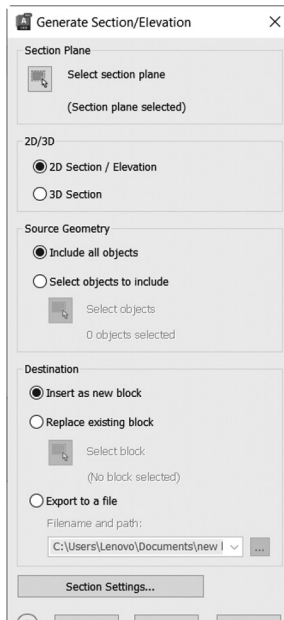 Generate Section/Elevation
Section Plane
Select section plane
(Section plane selected)
2D/3D
2D Section / Elevation
3D Section
Source Geometry
Include all objects
Select objects to include
Select objects
0 objects selected
Destination
Insert as new block
Replace existing block
Select block
(No block selected)
Export to a file
Filename and path:
C:\Users\Lenovo\Documents\new
...
Section Settings...